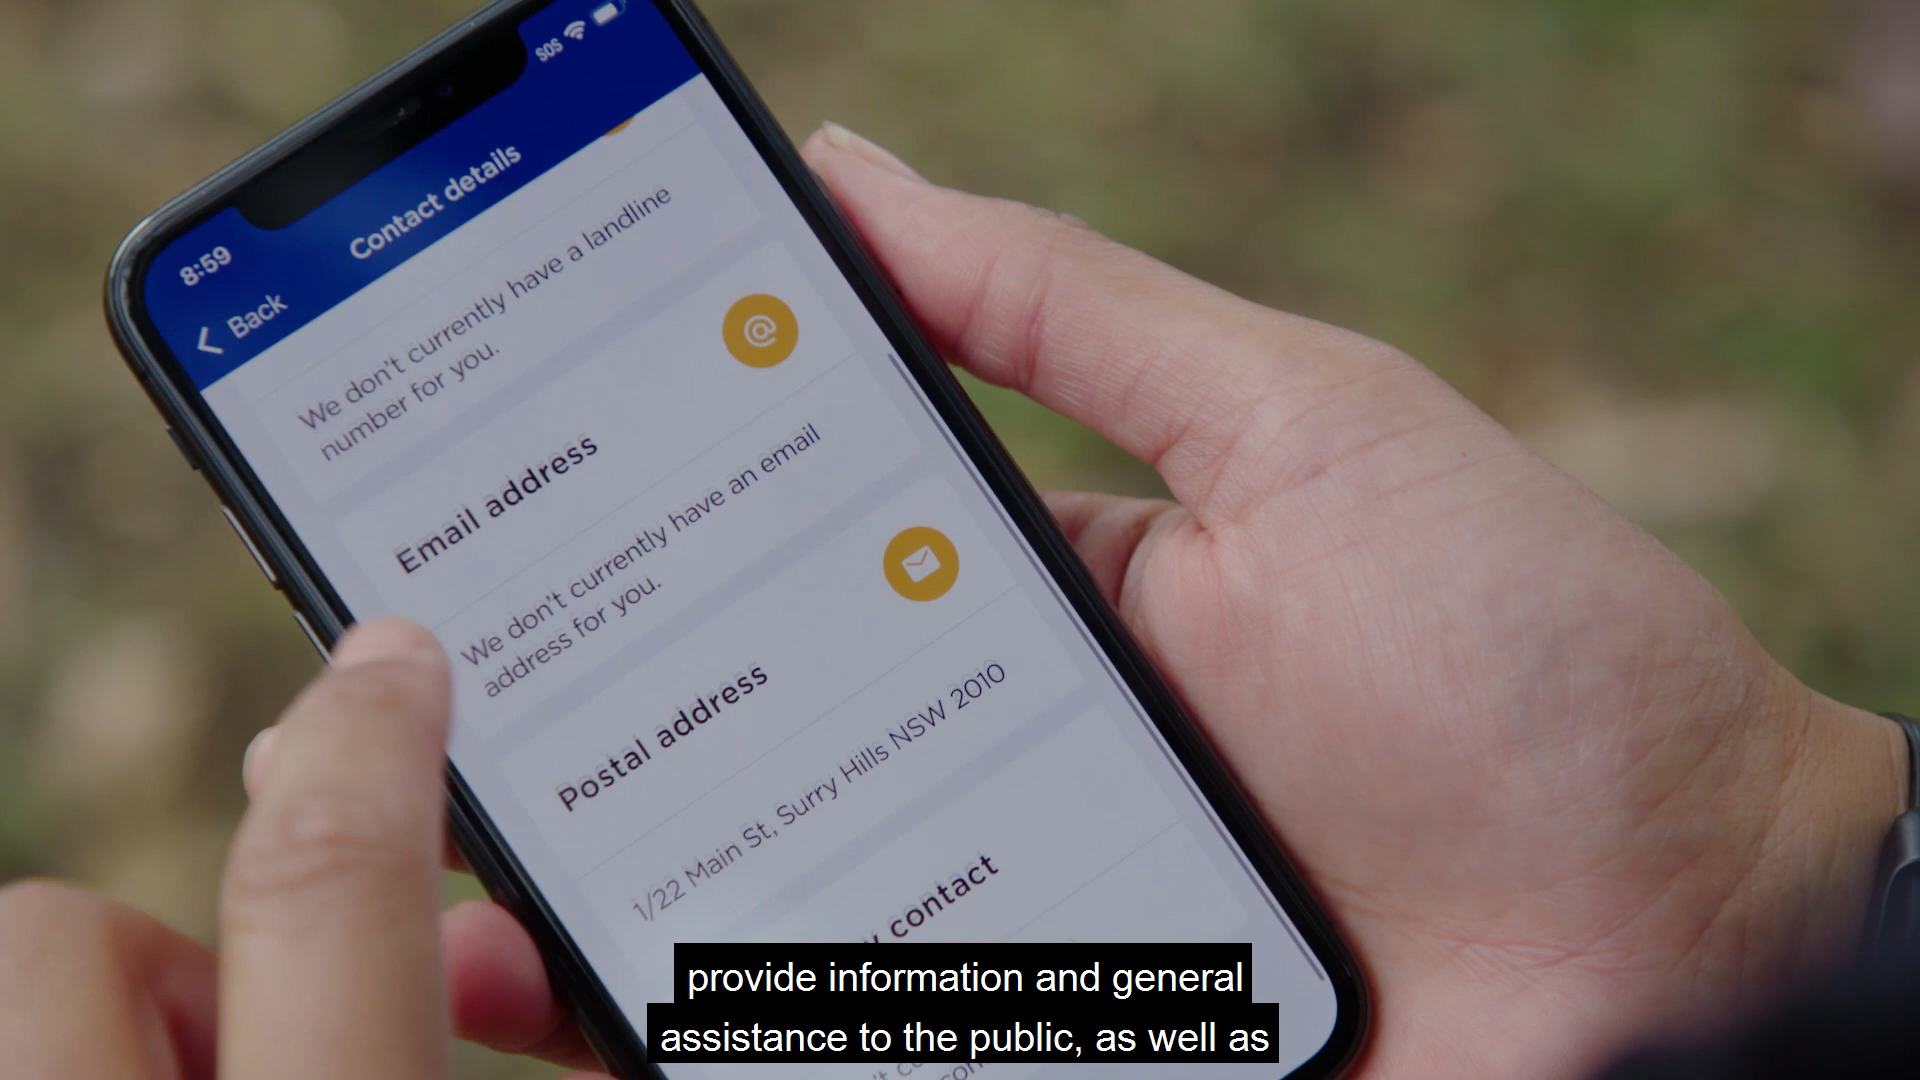 SOS
8:59
Contact details
Back
We don't currently have a landline
number for you.
Email address
@
We don't currently have an email
address for you.
Postal address
1/22 Main St, Surry Hills NSW 2010
contact
provide information and general
assistance to the public, as well as